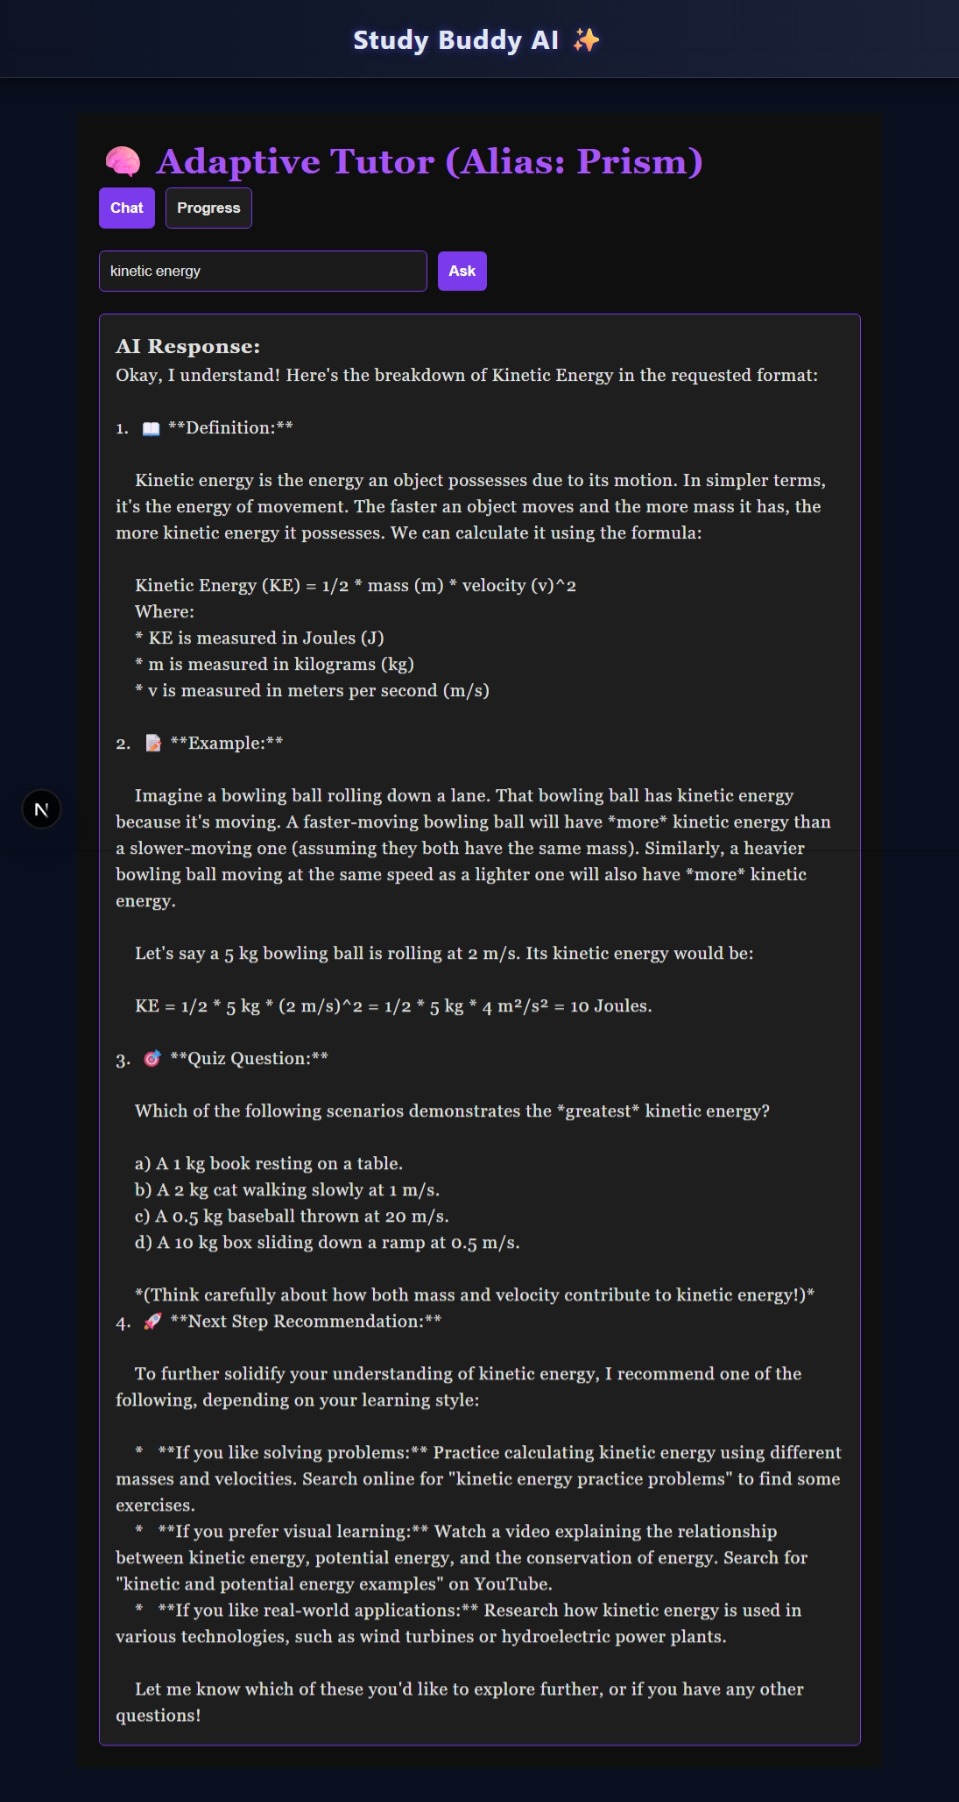 Study Buddy AI ✨
🧠 Adaptive Tutor (Alias: Prism)
Chat Progress
kinetic energy Ask
AI Response:
Okay, I understand! Here's the breakdown of Kinetic Energy in the requested format:
1. 📖 **Definition:**
Kinetic energy is the energy an object possesses due to its motion. In simpler terms,
it's the energy of movement. The faster an object moves and the more mass it has, the
more kinetic energy it possesses. We can calculate it using the formula:
Kinetic Energy (KE) = 1/2 * mass (m) * velocity (v)^2
Where:
* KE is measured in Joules (J)
* m is measured in kilograms (kg)
* v is measured in meters per second (m/s)
2. 📝 **Example:**
Imagine a bowling ball rolling down a lane. That bowling ball has kinetic energy
because it's moving. A faster-moving bowling ball will have *more* kinetic energy than
a slower-moving one (assuming they both have the same mass). Similarly, a heavier
bowling ball moving at the same speed as a lighter one will also have *more* kinetic
energy.
Let's say a 5 kg bowling ball is rolling at 2 m/s. Its kinetic energy would be:
KE = 1/2 * 5 kg * (2 m/s)^2 = 1/2 * 5 kg * 4 m²/s² = 10 Joules.
3. 🎯 **Quiz Question:**
Which of the following scenarios demonstrates the *greatest* kinetic energy?
a) A 1 kg book resting on a table.
b) A 2 kg cat walking slowly at 1 m/s.
c) A 0.5 kg baseball thrown at 20 m/s.
d) A 10 kg box sliding down a ramp at 0.5 m/s.
*(Think carefully about how both mass and velocity contribute to kinetic energy!)*
4. 🚀 **Next Step Recommendation:**
To further solidify your understanding of kinetic energy, I recommend one of the
following, depending on your learning style:
* **If you like solving problems:** Practice calculating kinetic energy using different
masses and velocities. Search online for "kinetic energy practice problems" to find some
exercises.
* **If you prefer visual learning:** Watch a video explaining the relationship
between kinetic energy, potential energy, and the conservation of energy. Search for
"kinetic and potential energy examples" on YouTube.
* **If you like real-world applications:** Research how kinetic energy is used in
various technologies, such as wind turbines or hydroelectric power plants.
Let me know which of these you'd like to explore further, or if you have any other
questions!
N